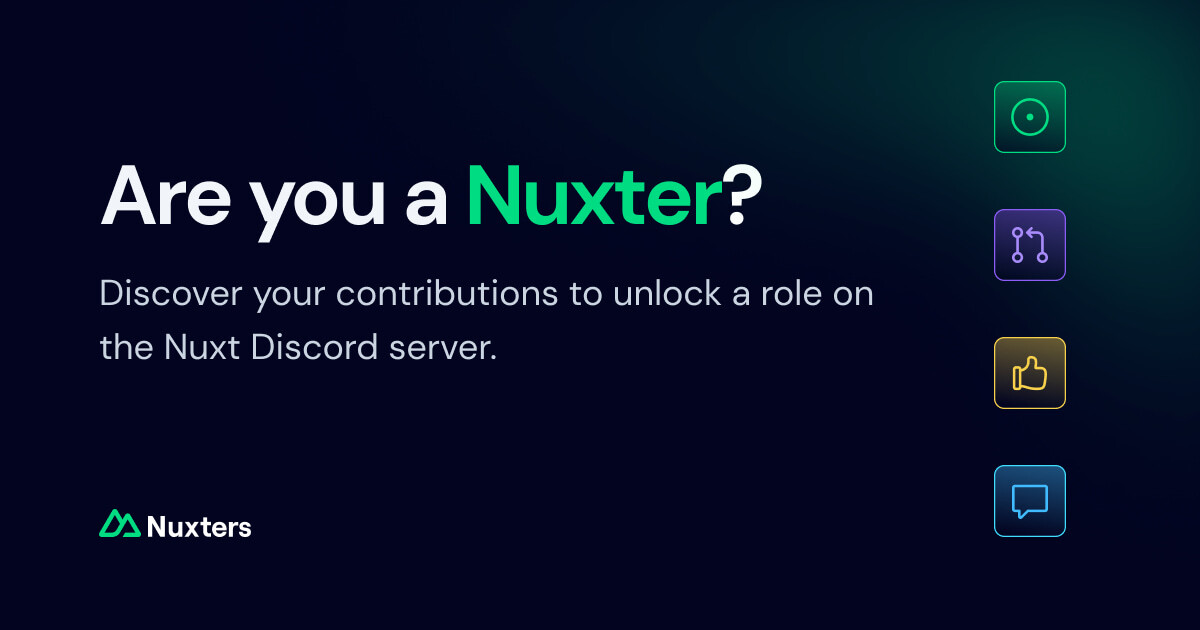 Are you a Nuxter?
Discover your contributions to unlock a role on
the Nuxt Discord server.
Nuxters